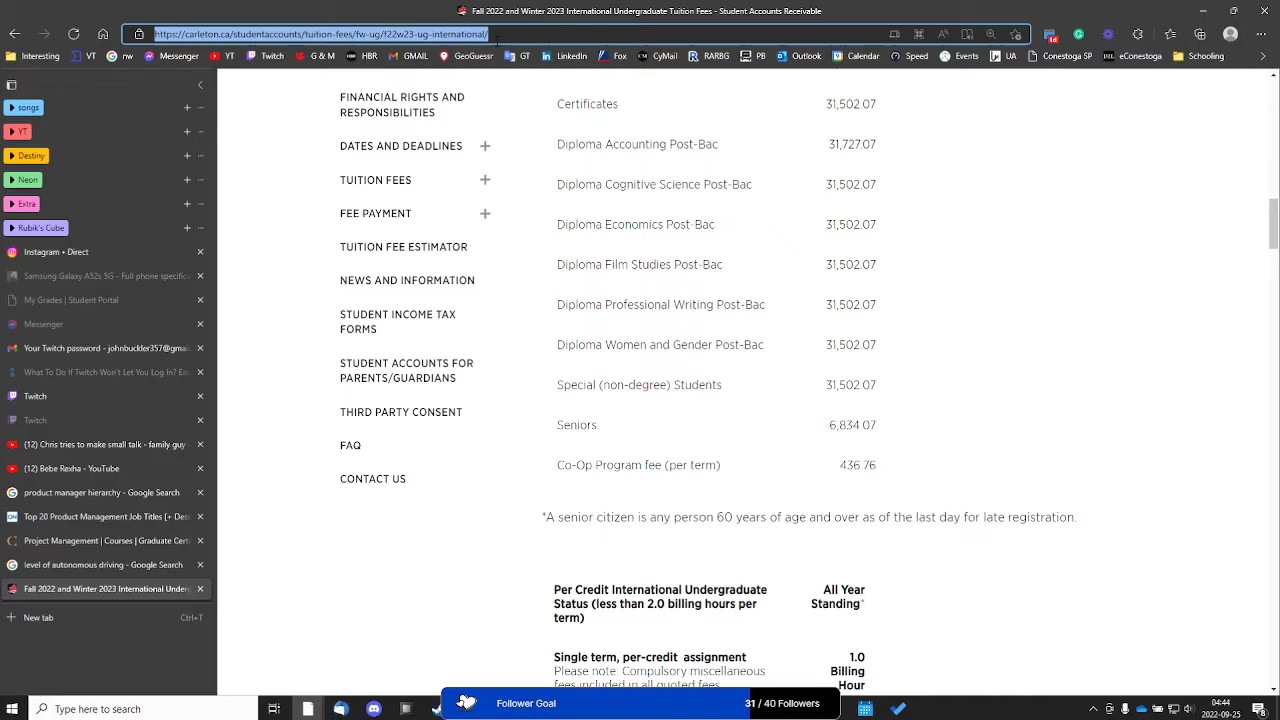 Fall 2022 and Winter 2023 International Undergraduate - Student Accounts Receivable
https://carleton.ca/studentaccounts/tuition-fees/fw-ug/f22w23-ug-international/
Interesting VT nw Messenger YT Twitch G & M HBR GMAIL GeoGuessr GT LinkedIn Fox CyMail RARBG PB Outlook Calendar Speed Events UA Conestoga SP eConestoga Schooling
songs
YT
Destiny
Neon
Extra
Rubik's Cube
Instagram • Direct
Samsung Galaxy A52s 5G - Full phone specific
My Grades | Student Portal
Messenger
Your Twitch password - johnbuckler357@gmai
What To Do If Twitch Won't Let You Log In? Ea
Twitch
Twitch
(12) Chris tries to make small talk - family guy
(12) Bebe Rexha - YouTube
product manager hierarchy - Google Search
Top 20 Product Management Job Titles [+ Des
Project Management | Courses | Graduate Cert
level of autonomous driving - Google Search
Fall 2022 and Winter 2023 International Underg
New tab Ctrl+T
FINANCIAL RIGHTS AND
RESPONSIBILITIES
DATES AND DEADLINES +
TUITION FEES +
FEE PAYMENT +
TUITION FEE ESTIMATOR
NEWS AND INFORMATION
STUDENT INCOME TAX
FORMS
STUDENT ACCOUNTS FOR
PARENTS/GUARDIANS
THIRD PARTY CONSENT
FAQ
CONTACT US
Certificates 31,502.07
Diploma Accounting Post-Bac 31,727.07
Diploma Cognitive Science Post-Bac 31,502.07
Diploma Economics Post-Bac 31,502.07
Diploma Film Studies Post-Bac 31,502.07
Diploma Professional Writing Post-Bac 31,502.07
Diploma Women and Gender Post-Bac 31,502.07
Special (non-degree) Students 31,502.07
Seniors 6,834.07
Co-Op Program fee (per term) 436.76
*A senior citizen is any person 60 years of age and over as of the last day for late registration.
Per Credit International Undergraduate All Year
Status (less than 2.0 billing hours per Standing*
term)
Single term, per-credit assignment 1.0
Please note: Compulsory miscellaneous Billing
fees included in all quoted fees Hour
Follower Goal 31 / 40 Followers
Type here to search
04:44
2022-09-25